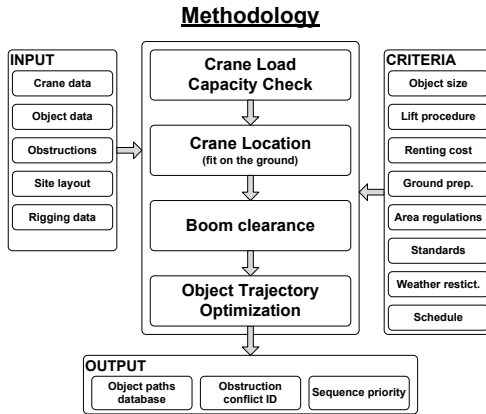 Methodology
INPUT
Crane data
Object data
Obstructions
Site layout
Rigging data
Crane Load
Capacity Check
Crane Location
(fit on the ground)
Boom clearance
Object Trajectory
Optimization
CRITERIA
Object size
Lift procedure
Renting cost
Ground prep.
Area regulations
Standards
Weather restict.
Schedule
OUTPUT
Object paths
database
Obstruction
conflict ID
Sequence priority